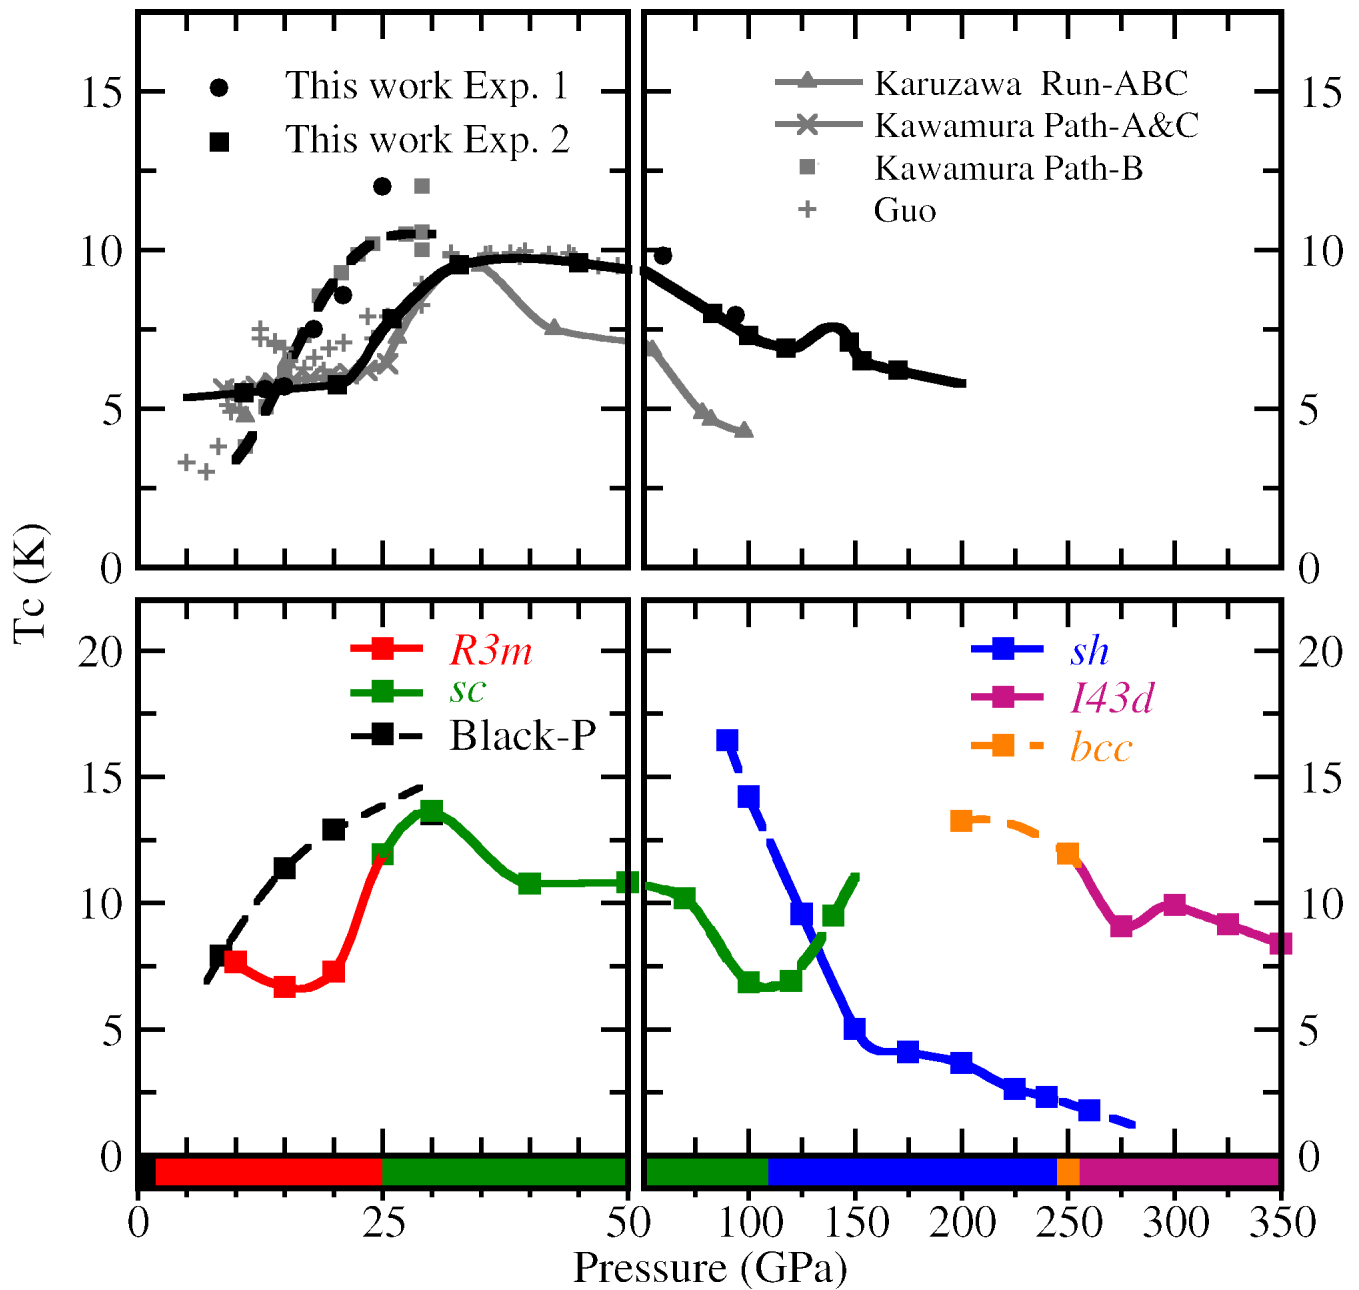 This work Exp. 1
This work Exp. 2
Karuzawa Run-ABC
Kawamura Path-A&C
Kawamura Path-B
Guo
15
10
5
0
15
10
5
0
Tc (K)
R3m
sc
Black-P
sh
I43d
bcc
20
15
10
5
0
20
15
10
5
0
0 25 50 100 150 200 250 300 350
Pressure (GPa)